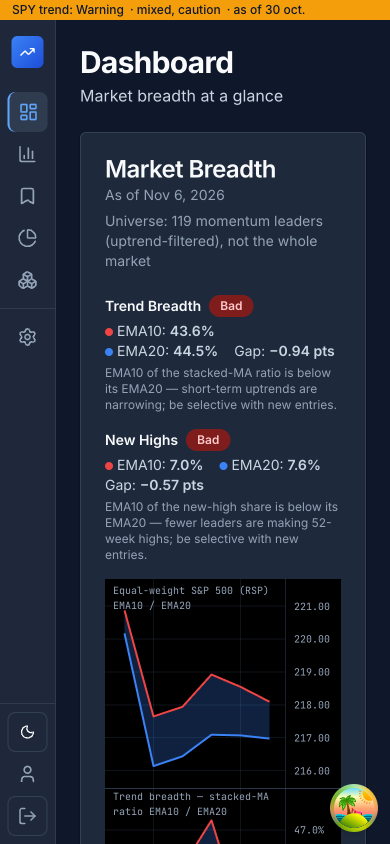 SPY trend: Warning · mixed, caution · as of 30 oct.
Dashboard
Market breadth at a glance
Market Breadth
As of Nov 6, 2026
Universe: 119 momentum leaders
(uptrend-filtered), not the whole
market
Trend Breadth Bad
EMA10: 43.6%
EMA20: 44.5% Gap: −0.94 pts
EMA10 of the stacked-MA ratio is below
its EMA20 — short-term uptrends are
narrowing; be selective with new entries.
New Highs Bad
EMA10: 7.0% EMA20: 7.6%
Gap: −0.57 pts
EMA10 of the new-high share is below its
EMA20 — fewer leaders are making 52-
week highs; be selective with new
entries.
Equal-weight S&P 500 (RSP)
EMA10 / EMA20
221.00
220.00
219.00
218.00
217.00
216.00
Trend breadth — stacked-MA
ratio EMA10 / EMA20
47.0%